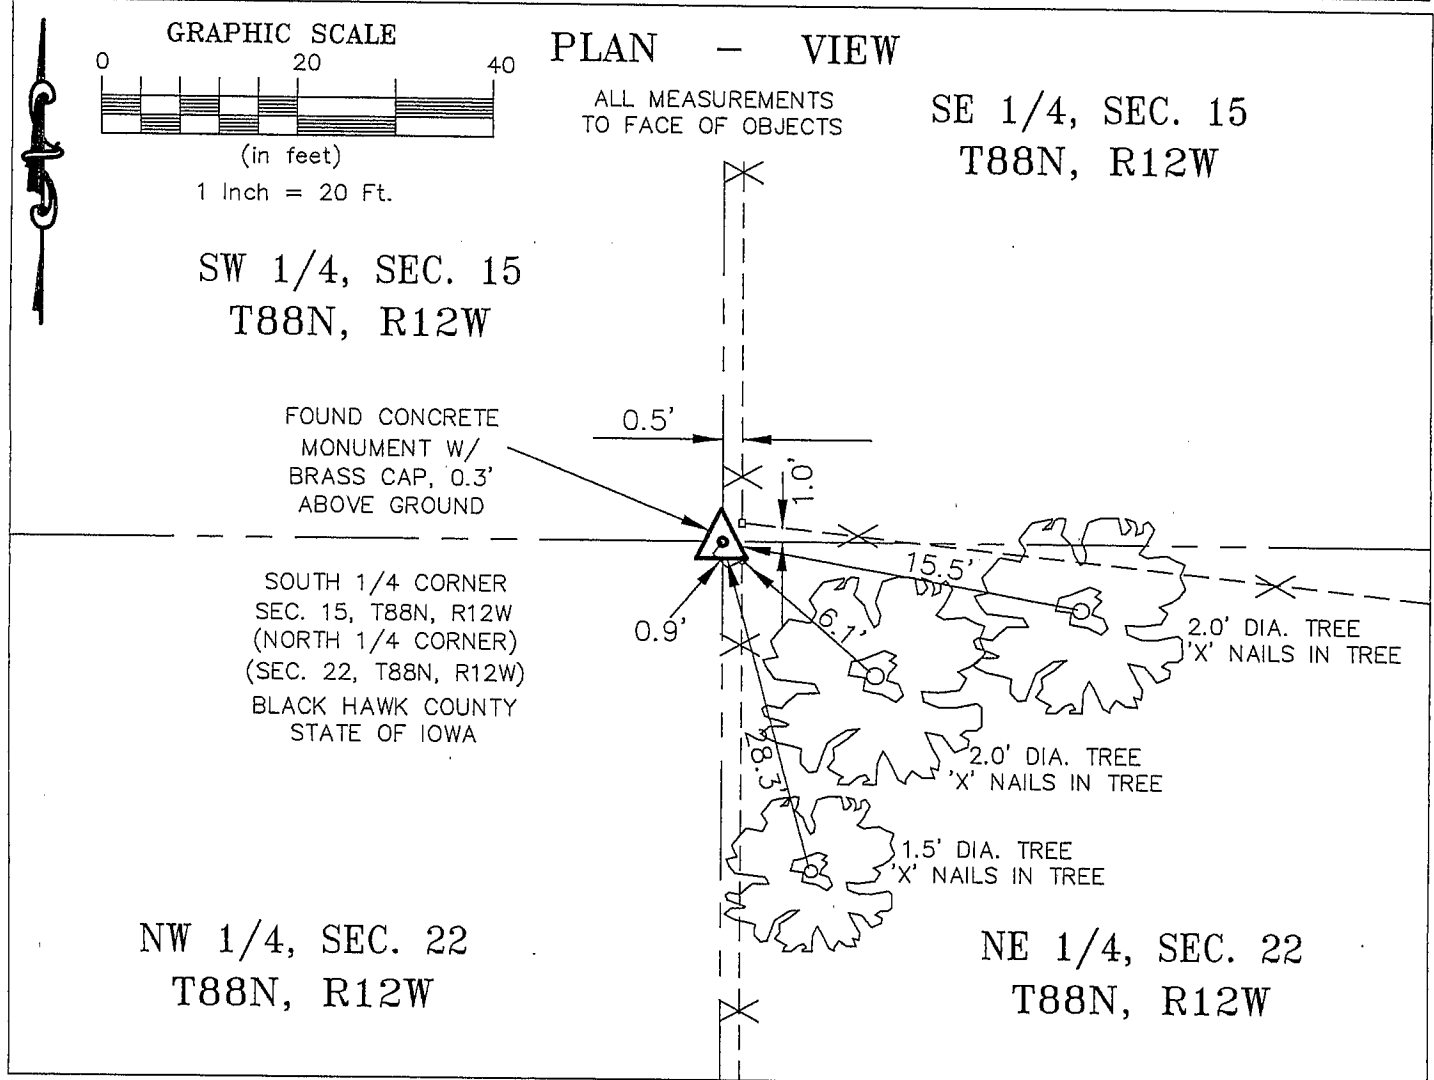 GRAPHIC SCALE
0 20 40
(in feet)
1 Inch = 20 Ft.
PLAN - VIEW
ALL MEASUREMENTS
TO FACE OF OBJECTS
SE 1/4, SEC. 15
T88N, R12W
SW 1/4, SEC. 15
T88N, R12W
FOUND CONCRETE
MONUMENT W/
BRASS CAP, 0.3'
ABOVE GROUND
0.5'
1.0'
SOUTH 1/4 CORNER
SEC. 15, T88N, R12W
(NORTH 1/4 CORNER)
(SEC. 22, T88N, R12W)
BLACK HAWK COUNTY
STATE OF IOWA
0.9'
15.5'
6.1'
28.3'
2.0' DIA. TREE
'X' NAILS IN TREE
2.0' DIA. TREE
'X' NAILS IN TREE
1.5' DIA. TREE
'X' NAILS IN TREE
NW 1/4, SEC. 22
T88N, R12W
NE 1/4, SEC. 22
T88N, R12W